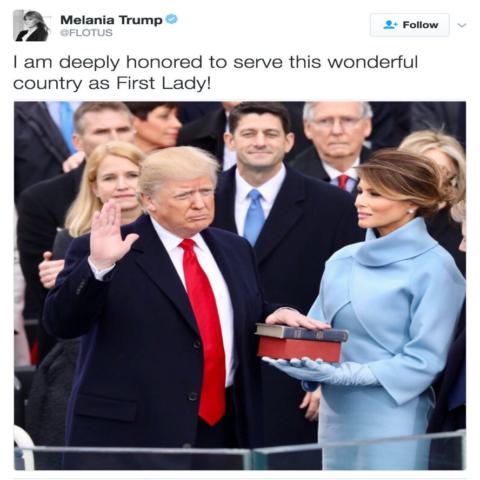 Melania Trump
@FLOTUS
Follow
I am deeply honored to serve this wonderful
country as First Lady!